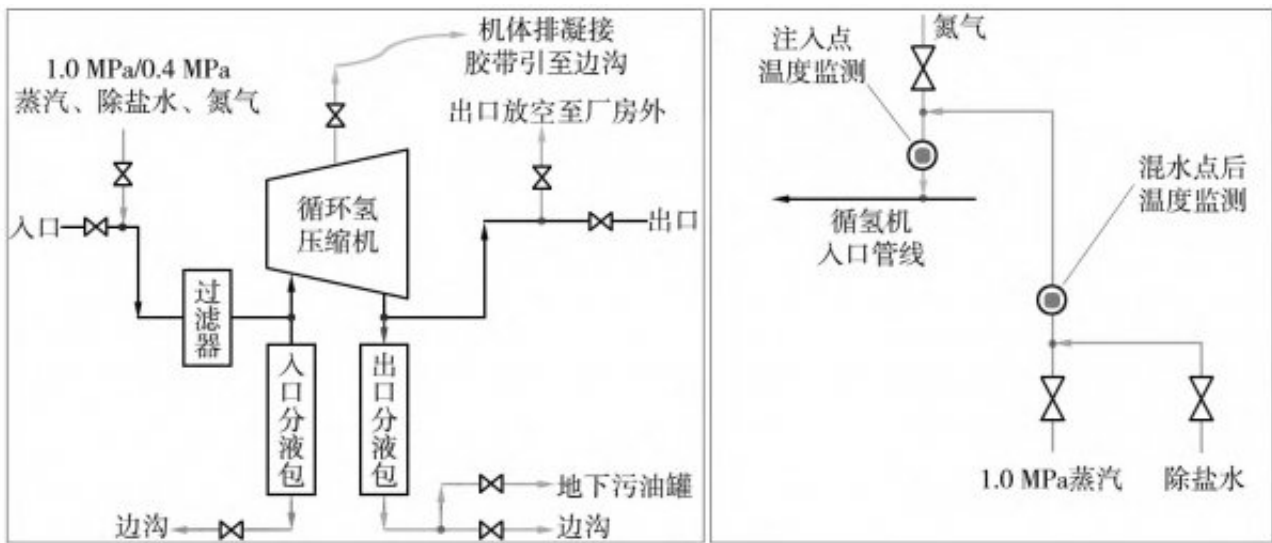 机体排凝接
胶带引至边沟
1.0 MPa/0.4 MPa
蒸汽、除盐水、氮气
出口放空至厂房外
入口
循环氢
压缩机
出口
过滤器
入口分液包
出口分液包
地下污油罐
边沟
边沟
氮气
注入点
温度监测
混水点后
温度监测
循氢机
入口管线
1.0 MPa蒸汽
除盐水